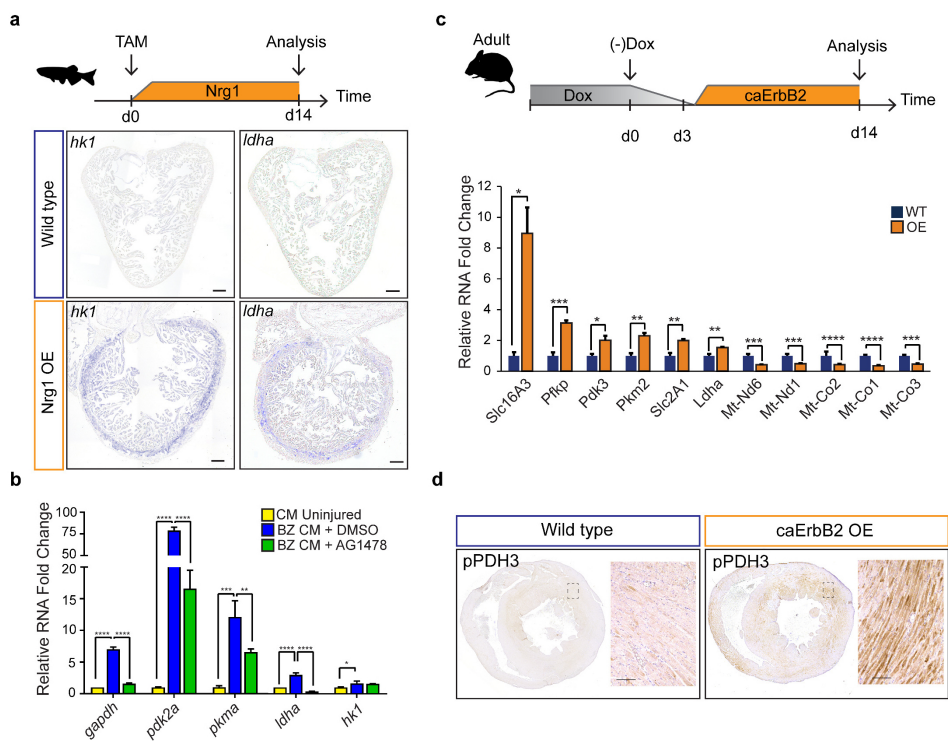 a
TAM
Analysis
Nrg1
Time
d0
d14
Wild type
hk1
ldha
Nrg1 OE
hk1
ldha
b
Relative RNA Fold Change
100
75
50
20
15
10
5
0
CM Uninjured
BZ CM + DMSO
BZ CM + AG1478
**** ****
**** ****
*** **
**** ****
*
gapdh
pdk2a
pkma
ldha
hk1
c
Adult
(-)Dox
Analysis
Dox
caErbB2
Time
d0
d3
d14
Relative RNA Fold Change
12
10
8
6
4
2
0
WT
OE
*
***
*
**
**
**
***
***
****
****
***
Slc16A3
Pfkp
Pdk3
Pkm2
Slc2A1
Ldha
Mt-Nd6
Mt-Nd1
Mt-Co2
Mt-Co1
Mt-Co3
d
Wild type
caErbB2 OE
pPDH3
pPDH3